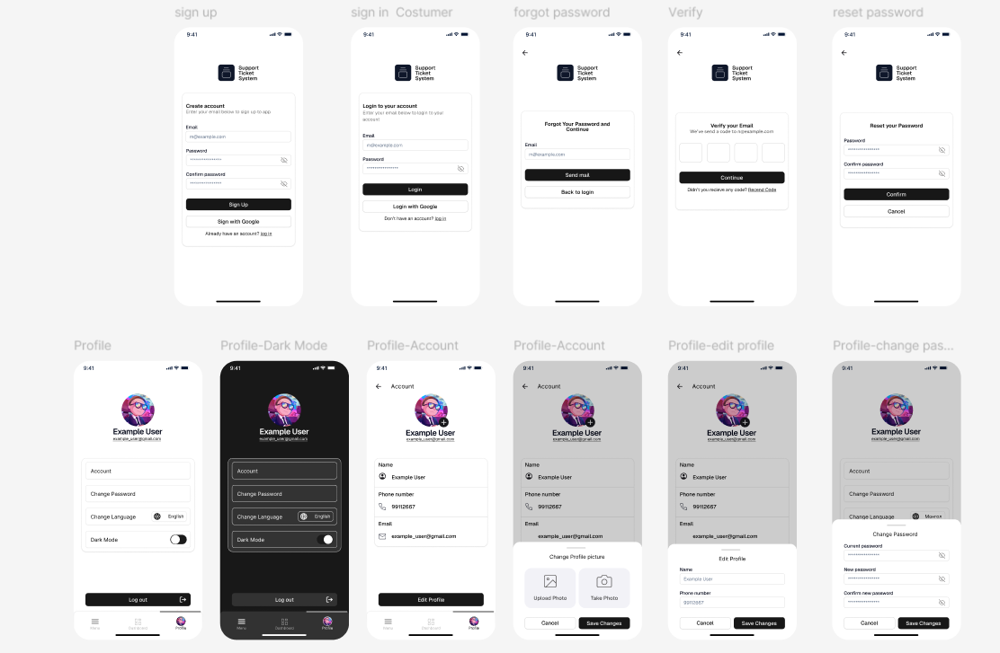 sign up
9:41
Support
Ticket
System
Create account
Enter your email below to sign up to app
Email
m@example.com
Password
****************
Confirm password
****************
Sign Up
Sign with Google
Already have an account? log in
sign in Costumer
9:41
Support
Ticket
System
Login to your account
Enter your email below to login to your
account
Email
m@example.com
Password
****************
Login
Login with Google
Don't have an account? log in
forgot password
9:41
Support
Ticket
System
Forgot Your Password and
Continue
Email
m@example.com
Send mail
Back to login
Verify
9:41
Support
Ticket
System
Verify your Email
Continue
Didn't you recieve any code? Recend Code
reset password
9:41
Support
Ticket
System
Reset your Password
Password
****************
Confirm password
****************
Confirm
Cancel
Profile
9:41
Example User
example_user@gmail.com
Account
Change Password
Change Language
English
Dark Mode
Log out
Menu
Dashboard
Profile
Profile-Dark Mode
9:41
Example User
example_user@gmail.com
Account
Change Password
Change Language
English
Dark Mode
Log out
Menu
Dashboard
Profile
Profile-Account
9:41
Account
Example User
example_user@gmail.com
Name
Example User
Phone number
99112667
Email
example_user@gmail.com
Edit Profile
Menu
Dashboard
Profile
Profile-Account
9:41
Account
Example User
example_user@gmail.com
Name
Example User
Phone number
99112667
Email
example_user@gmail.com
Change Profile picture
Upload Photo
Take Photo
Cancel
Save Changes
Profile-edit profile
9:41
Account
Example User
example_user@gmail.com
Name
Example User
Phone number
99112667
Email
example_user@gmail.com
Edit Profile
Name
Example User
Phone number
99112667
Cancel
Save Changes
Profile-change pas...
9:41
Example User
example_user@gmail.com
Account
Change Password
Change Language
Монгол
Change Password
Current password
****************
New password
****************
Confirm new password
****************
Cancel
Save Changes